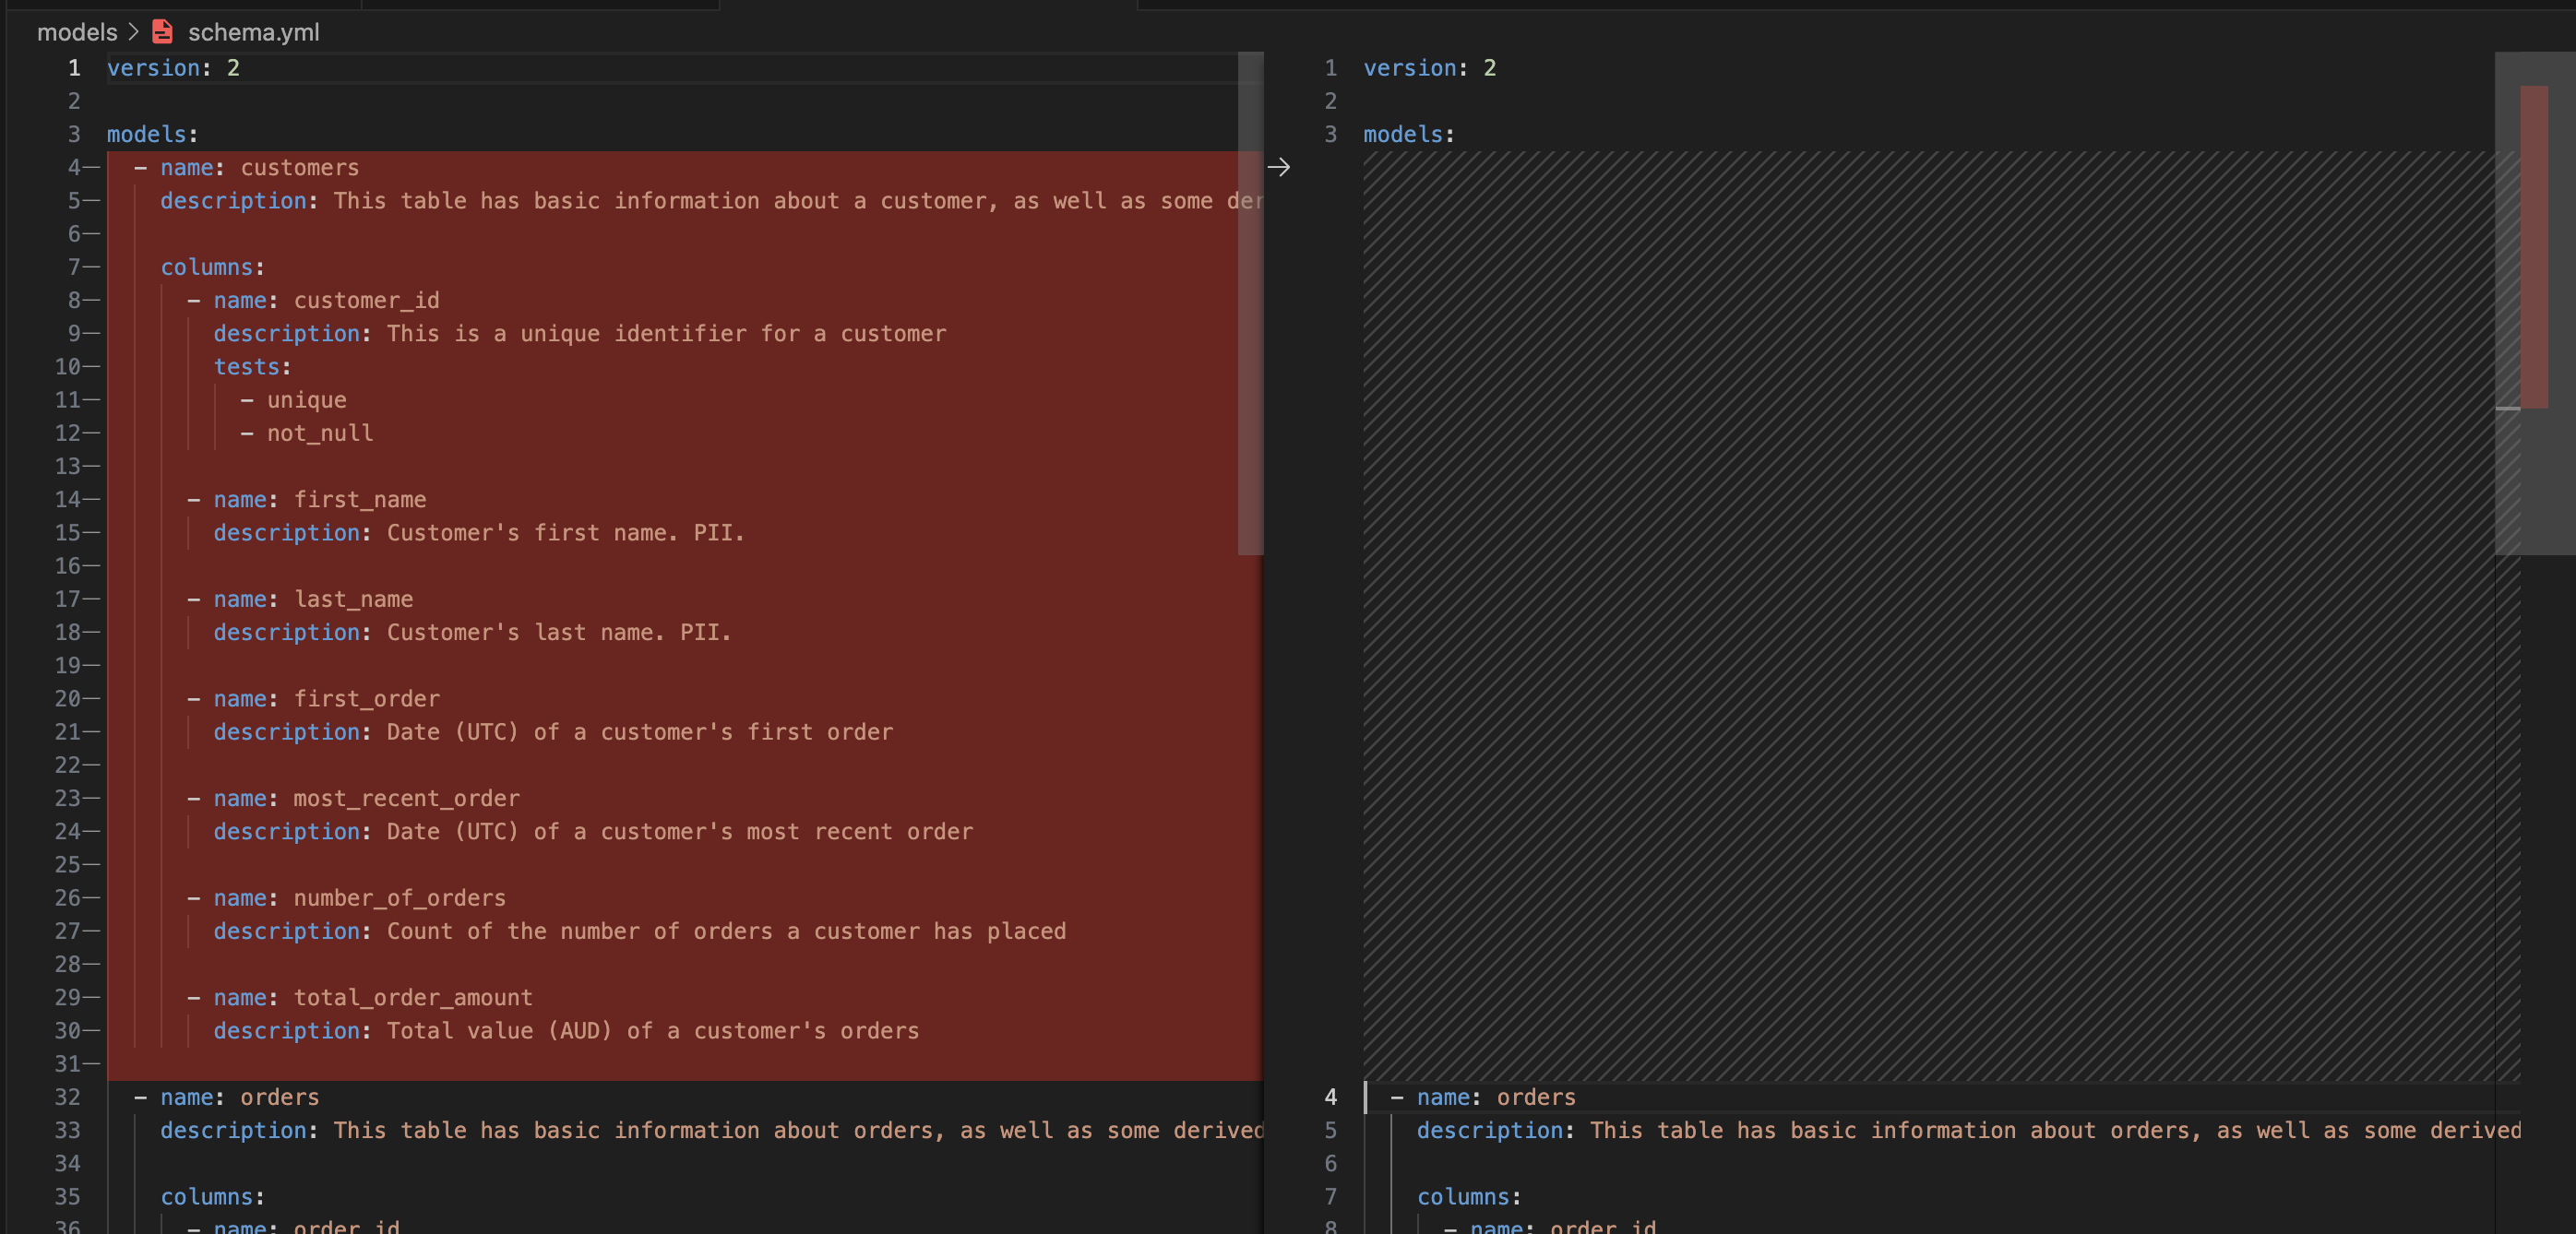 models > schema.yml
1 version: 2
2
3 models:
4— - name: customers
5— description: This table has basic information about a customer, as well as some der
6—
7— columns:
8— - name: customer_id
9— description: This is a unique identifier for a customer
10— tests:
11— - unique
12— - not_null
13—
14— - name: first_name
15— description: Customer's first name. PII.
16—
17— - name: last_name
18— description: Customer's last name. PII.
19—
20— - name: first_order
21— description: Date (UTC) of a customer's first order
22—
23— - name: most_recent_order
24— description: Date (UTC) of a customer's most recent order
25—
26— - name: number_of_orders
27— description: Count of the number of orders a customer has placed
28—
29— - name: total_order_amount
30— description: Total value (AUD) of a customer's orders
31—
32 - name: orders
33 description: This table has basic information about orders, as well as some derived
34
35 columns:
36 - name: order_id
1 version: 2
2
3 models:
4 - name: orders
5 description: This table has basic information about orders, as well as some derived
6
7 columns:
8 - name: order_id